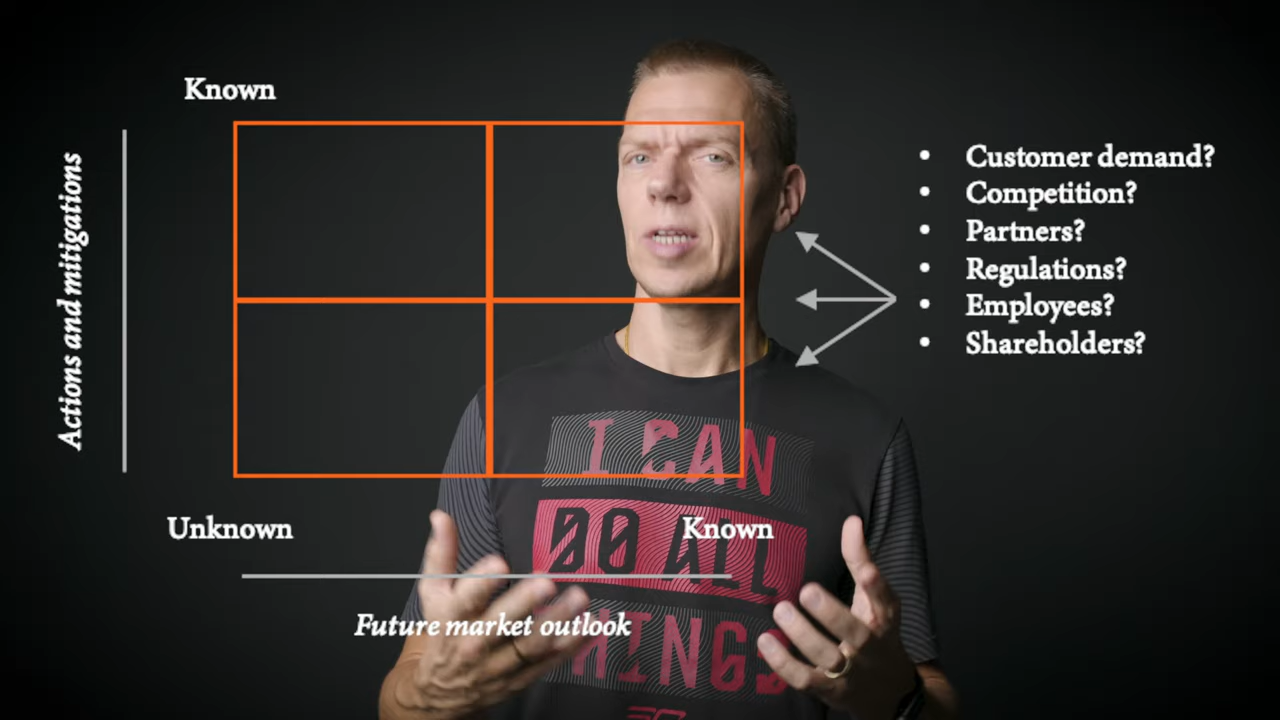 Known
Actions and mitigations
Unknown
Known
Future market outlook
• Customer demand?
• Competition?
• Partners?
• Regulations?
• Employees?
• Shareholders?
I CAN
DO ALL
THINGS